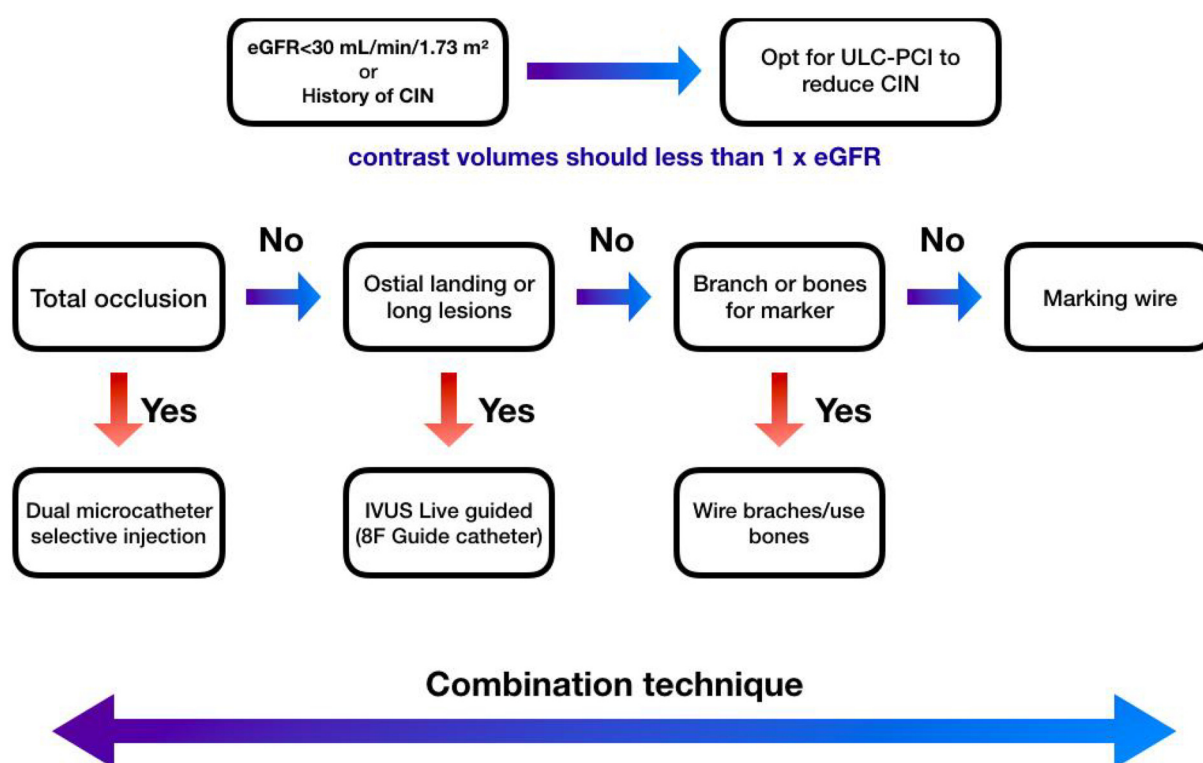 eGFR<30 mL/min/1.73 m²
or
History of CIN
Opt for ULC-PCI to
reduce CIN
contrast volumes should less than 1 x eGFR
No
No
No
Total occlusion
Ostial landing or
long lesions
Branch or bones
for marker
Marking wire
Yes
Yes
Yes
Dual microcatheter
selective injection
IVUS Live guided
(8F Guide catheter)
Wire braches/use
bones
Combination technique